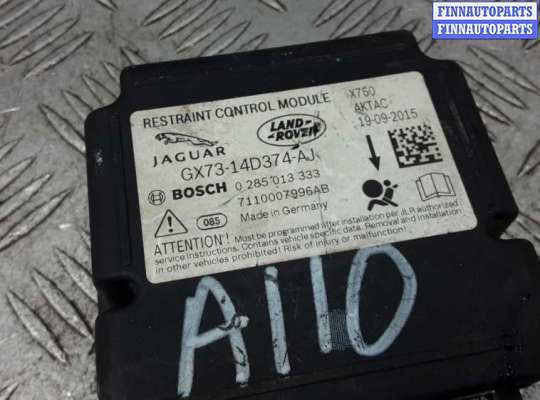 FINNAUTOPARTS
FINNAUTOPARTS
RESTRAINT CONTROL MODULE
X760
AKTAC
19-09-2015
JAGUAR
LAND-
ROVER
GX73-14D374-AJ
BOSCH 0 285 013 333
7110007996AB
Made in Germany
085
ATTENTION! Must be programmed after installation per JLR authorized
service instructions. Contains vehicle specific data. Removal and installation
in other vehicles prohibited! Risk of injury or malfunction!
A110